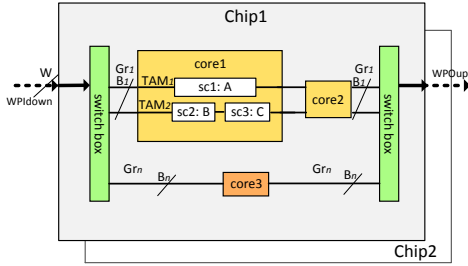 Chip1
W
WPIdown
switch box
Gr1
B1
core1
TAM1
sc1: A
TAM2
sc2: B
sc3: C
core2
Gr1
B1
switch box
WPOup
Grn
Bn
core3
Grn
Bn
Chip2